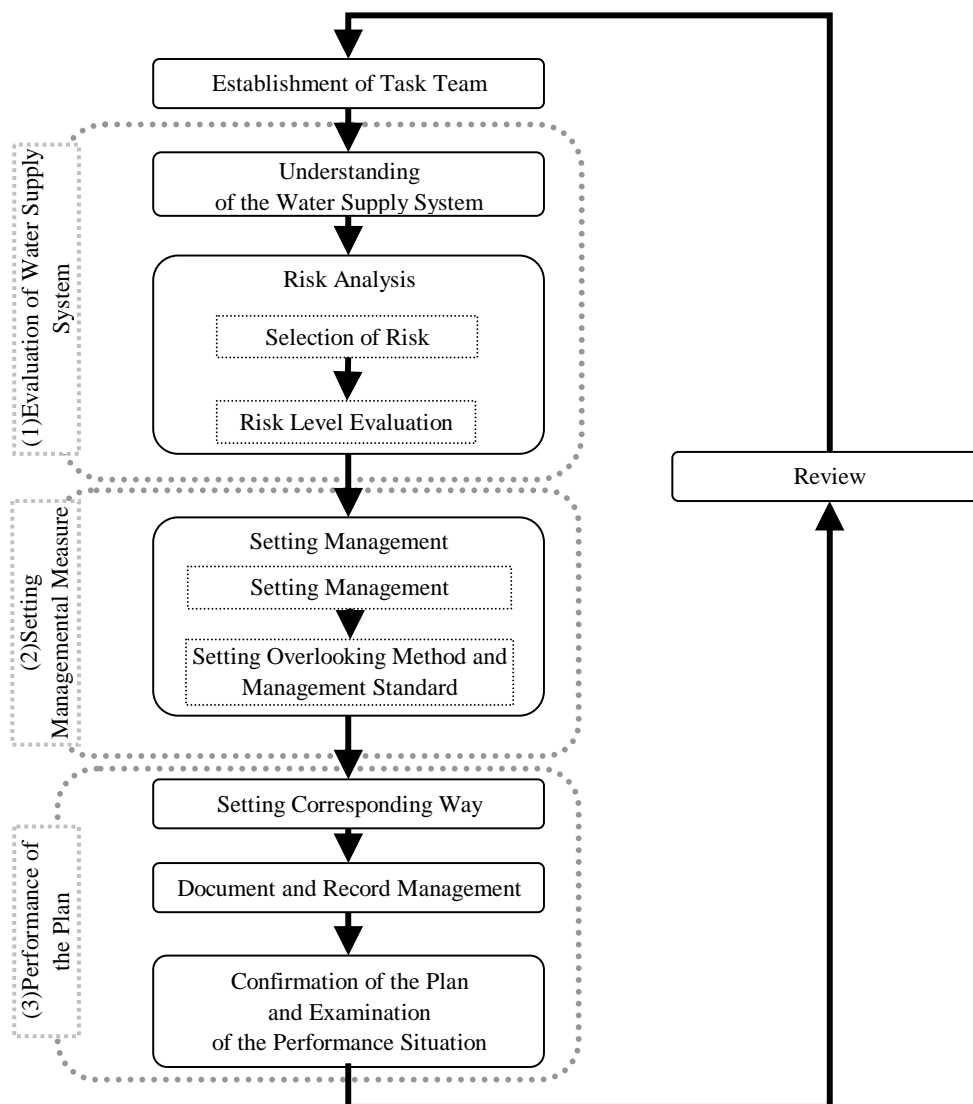 Establishment of Task Team
(1)Evaluation of Water Supply
System
Understanding
of the Water Supply System
Risk Analysis
Selection of Risk
Risk Level Evaluation
Review
(2)Setting
Managemental Measure
Setting Management
Setting Management
Setting Overlooking Method and
Management Standard
(3)Performance of
the Plan
Setting Corresponding Way
Document and Record Management
Confirmation of the Plan
and Examination
of the Performance Situation